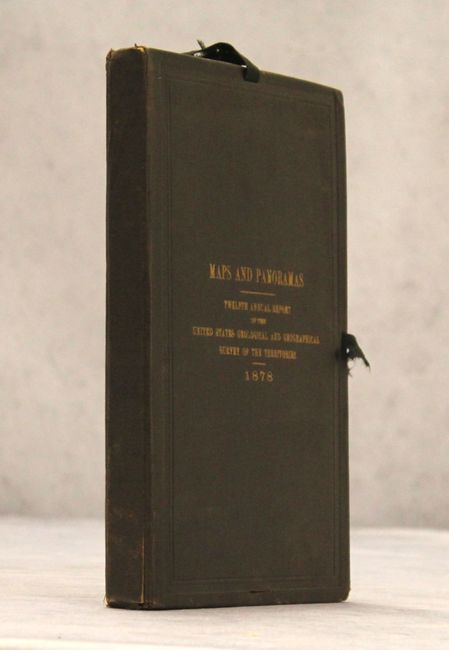 MAPS AND PANORAMAS
TWELFTH ANNUAL REPORT
OF THE
UNITED STATES GEOLOGICAL AND GEOGRAPHICAL
SURVEY OF THE TERRITORIES
1878